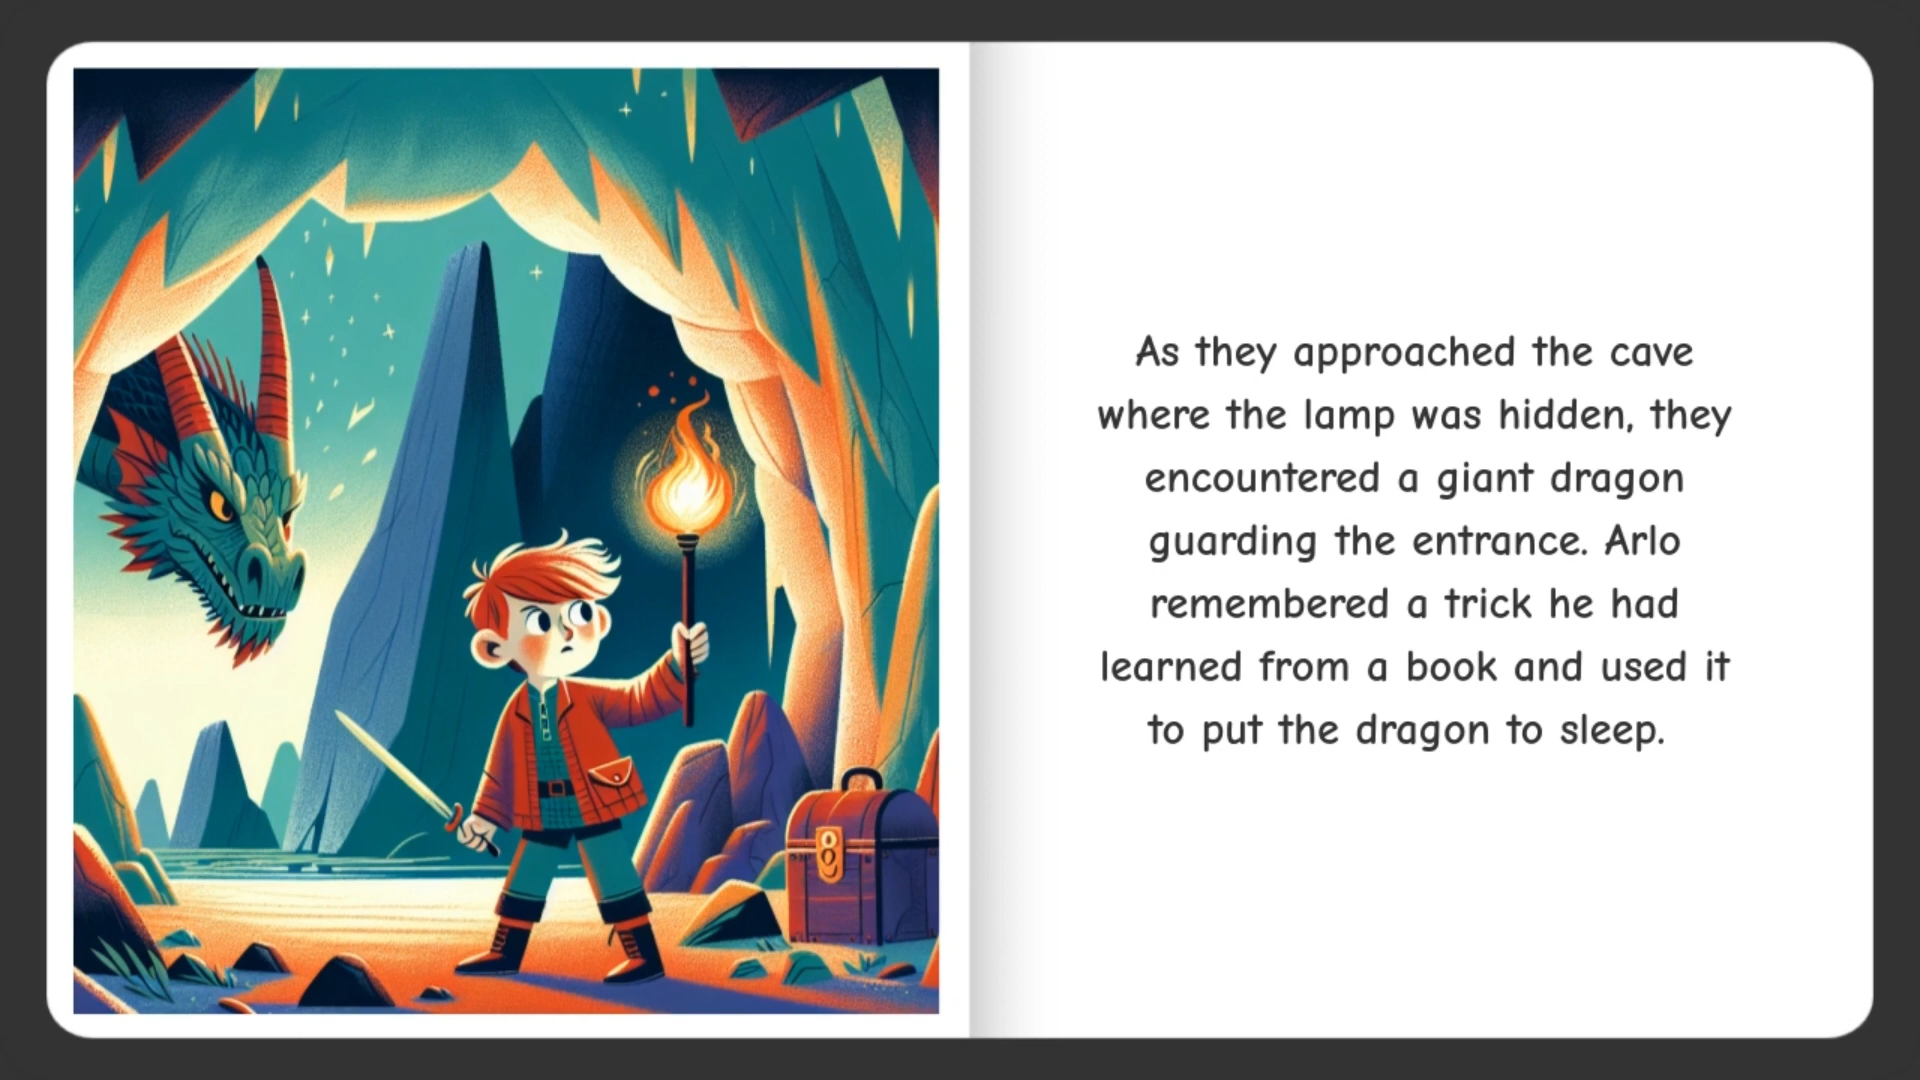 As they approached the cave
where the lamp was hidden, they
encountered a giant dragon
guarding the entrance. Arlo
remembered a trick he had
learned from a book and used it
to put the dragon to sleep.